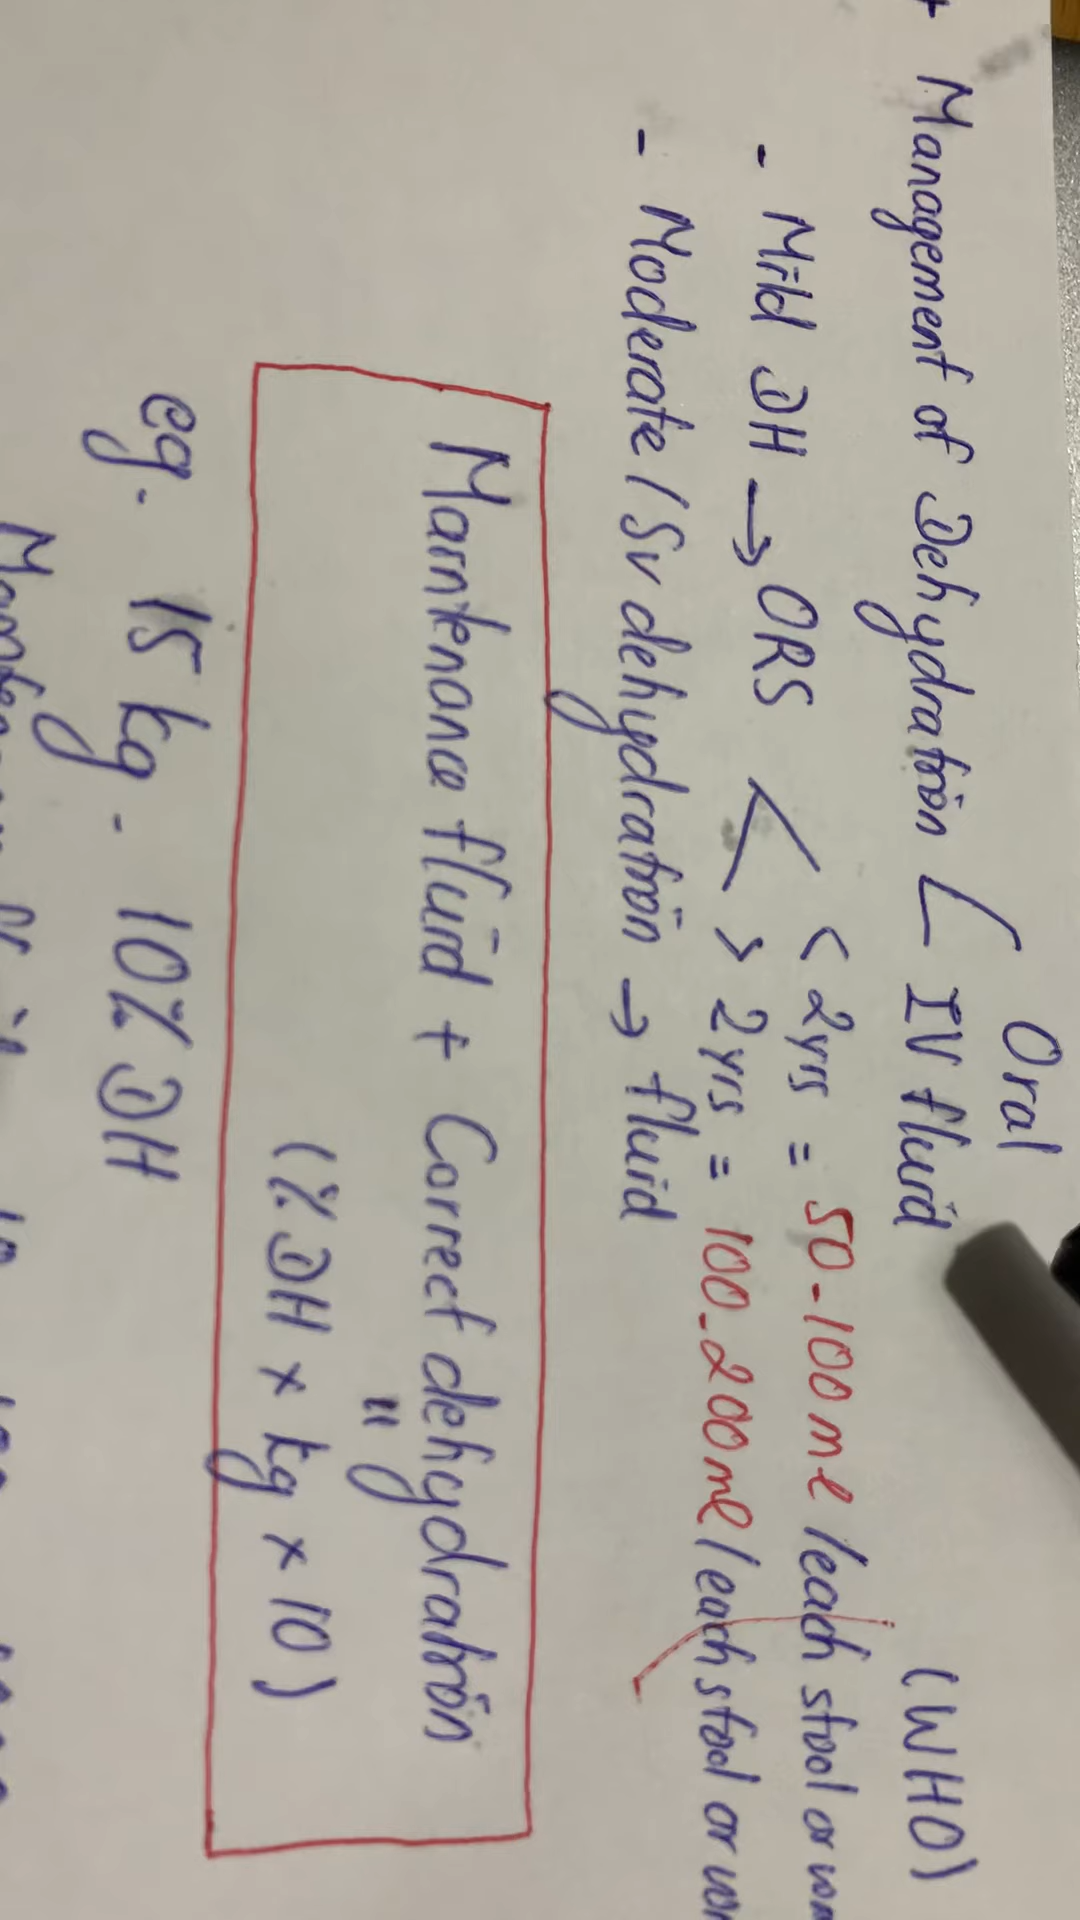 + Management of Dehydration
Oral
IV fluid
(WHO)
- Mild DH → ORS
< 2yrs = 50-100 ml / each stool or
> 2yrs = 100-200 ml / each stool or
- Moderate / Sv dehydration → fluid
Maintenance fluid + Correct dehydration
"
(% DH x kg x 10)
eg. 15 kg. 10% DH